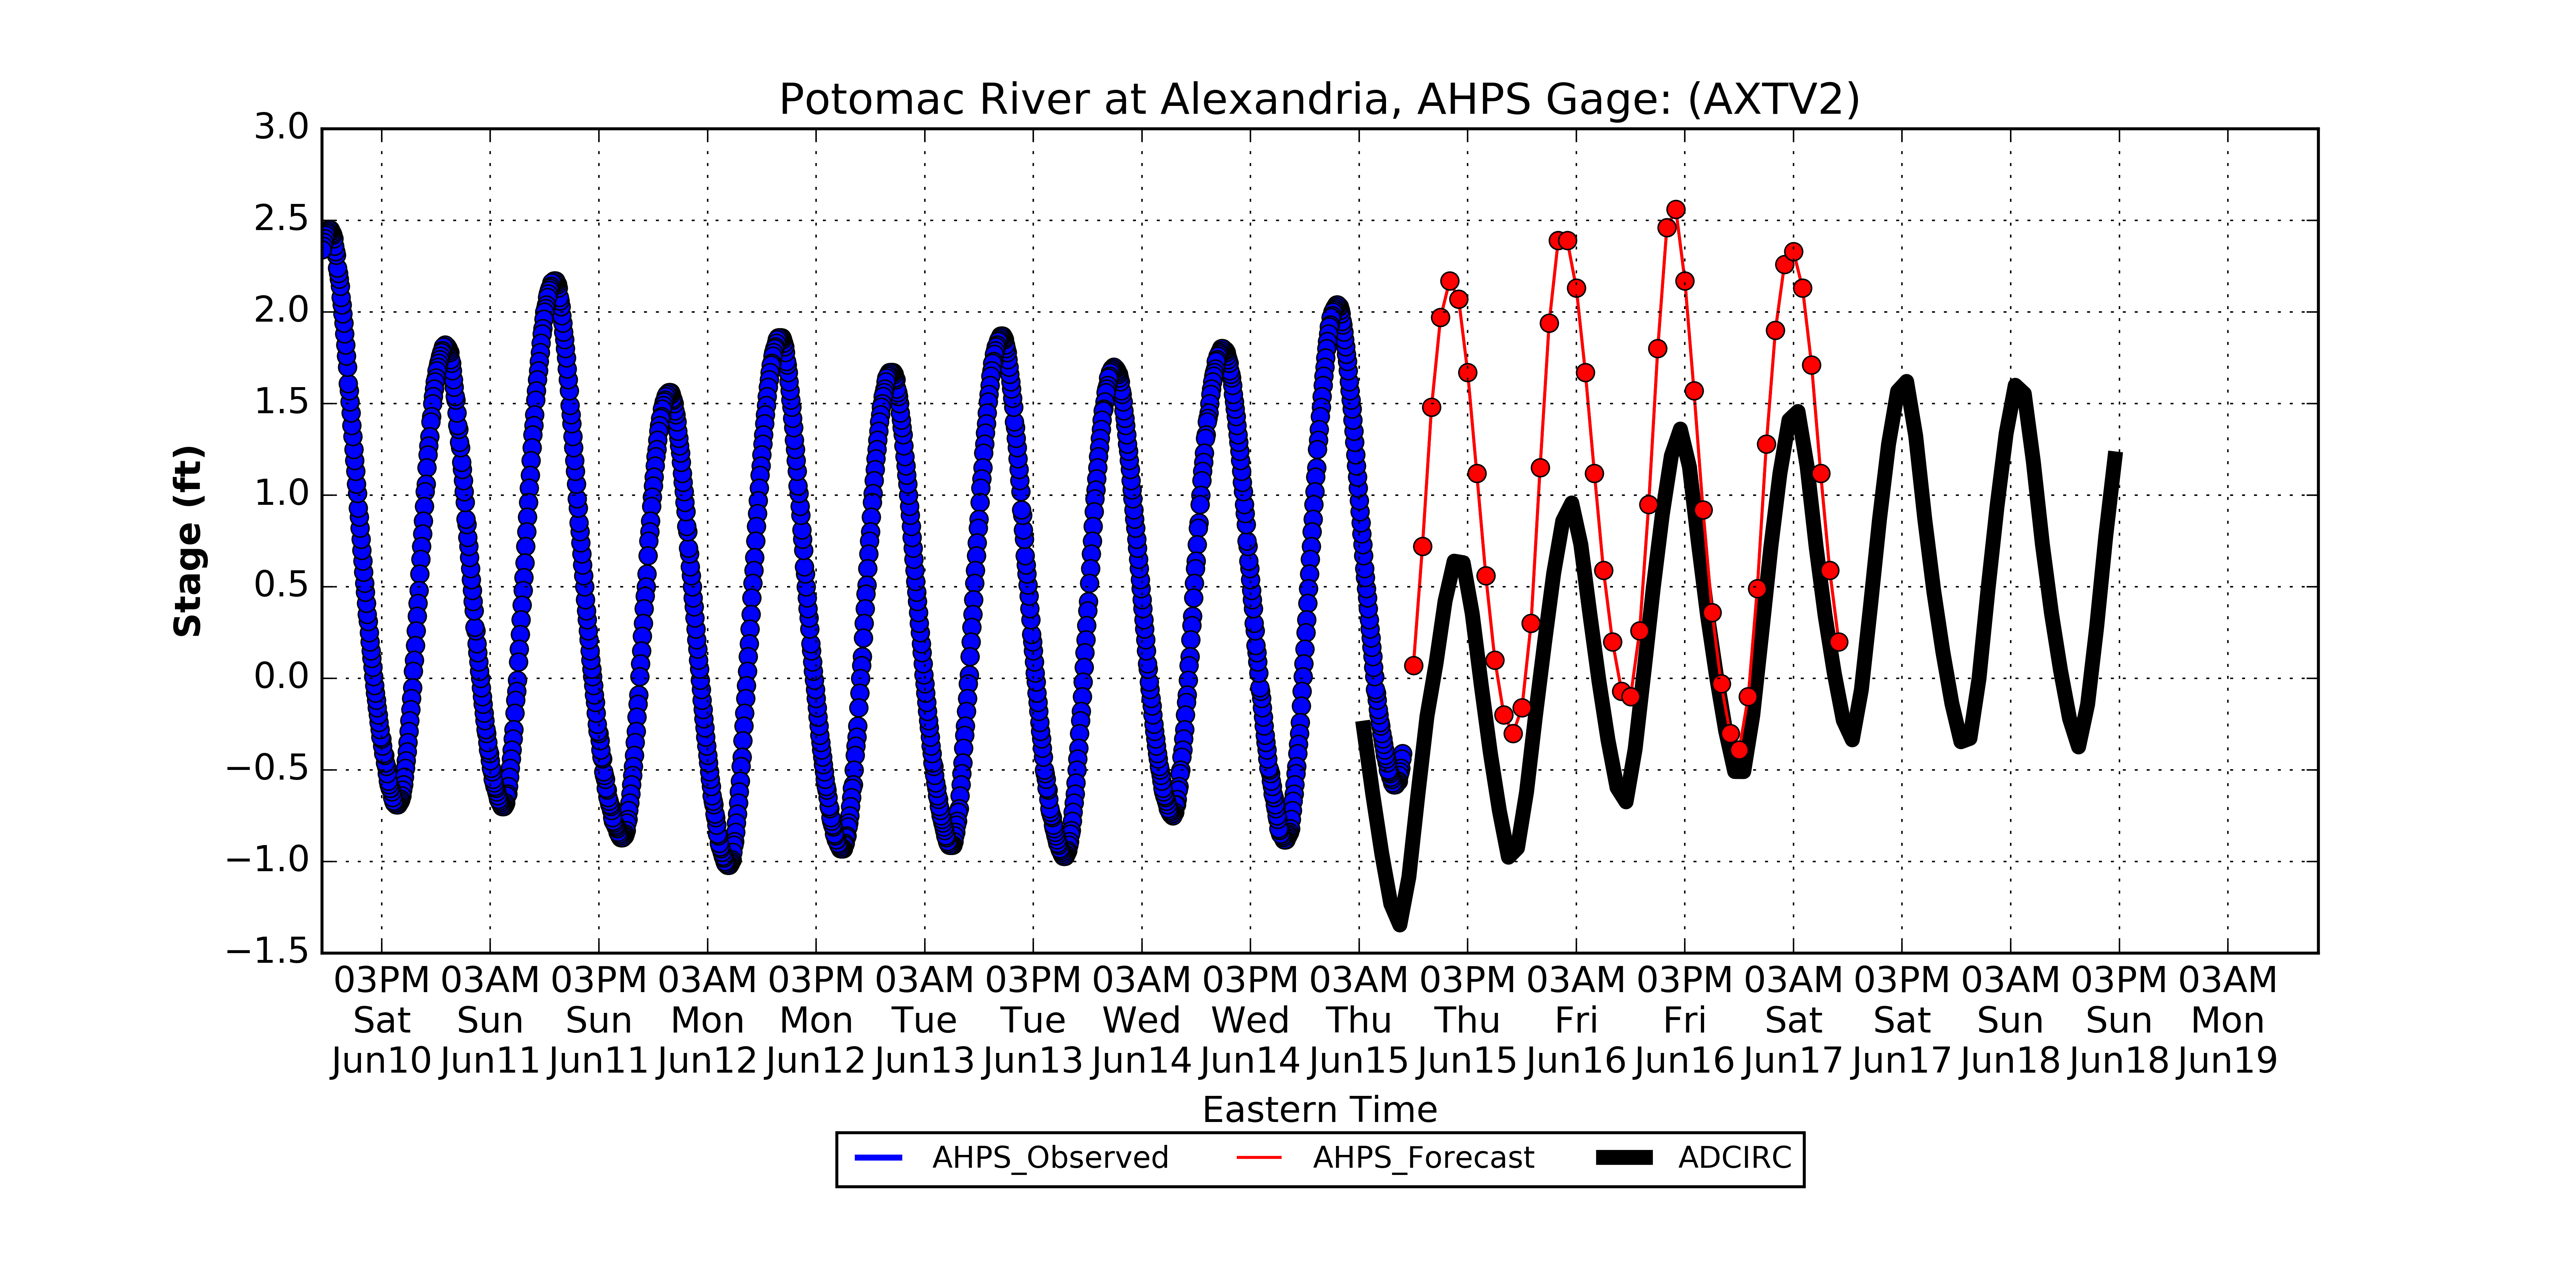 Potomac River at Alexandria, AHPS Gage: (AXTV2)
3.0
2.5
2.0
1.5
1.0
0.5
0.0
−0.5
−1.0
−1.5
Stage (ft)
03PM 03AM 03PM 03AM 03PM 03AM 03PM 03AM 03PM 03AM 03PM 03AM 03PM 03AM 03PM 03AM 03PM 03AM
Sat Sun Sun Mon Mon Tue Tue Wed Wed Thu Thu Fri Fri Sat Sat Sun Sun Mon
Jun10 Jun11 Jun11 Jun12 Jun12 Jun13 Jun13 Jun14 Jun14 Jun15 Jun15 Jun16 Jun16 Jun17 Jun17 Jun18 Jun18 Jun19
Eastern Time
AHPS_Observed AHPS_Forecast ADCIRC